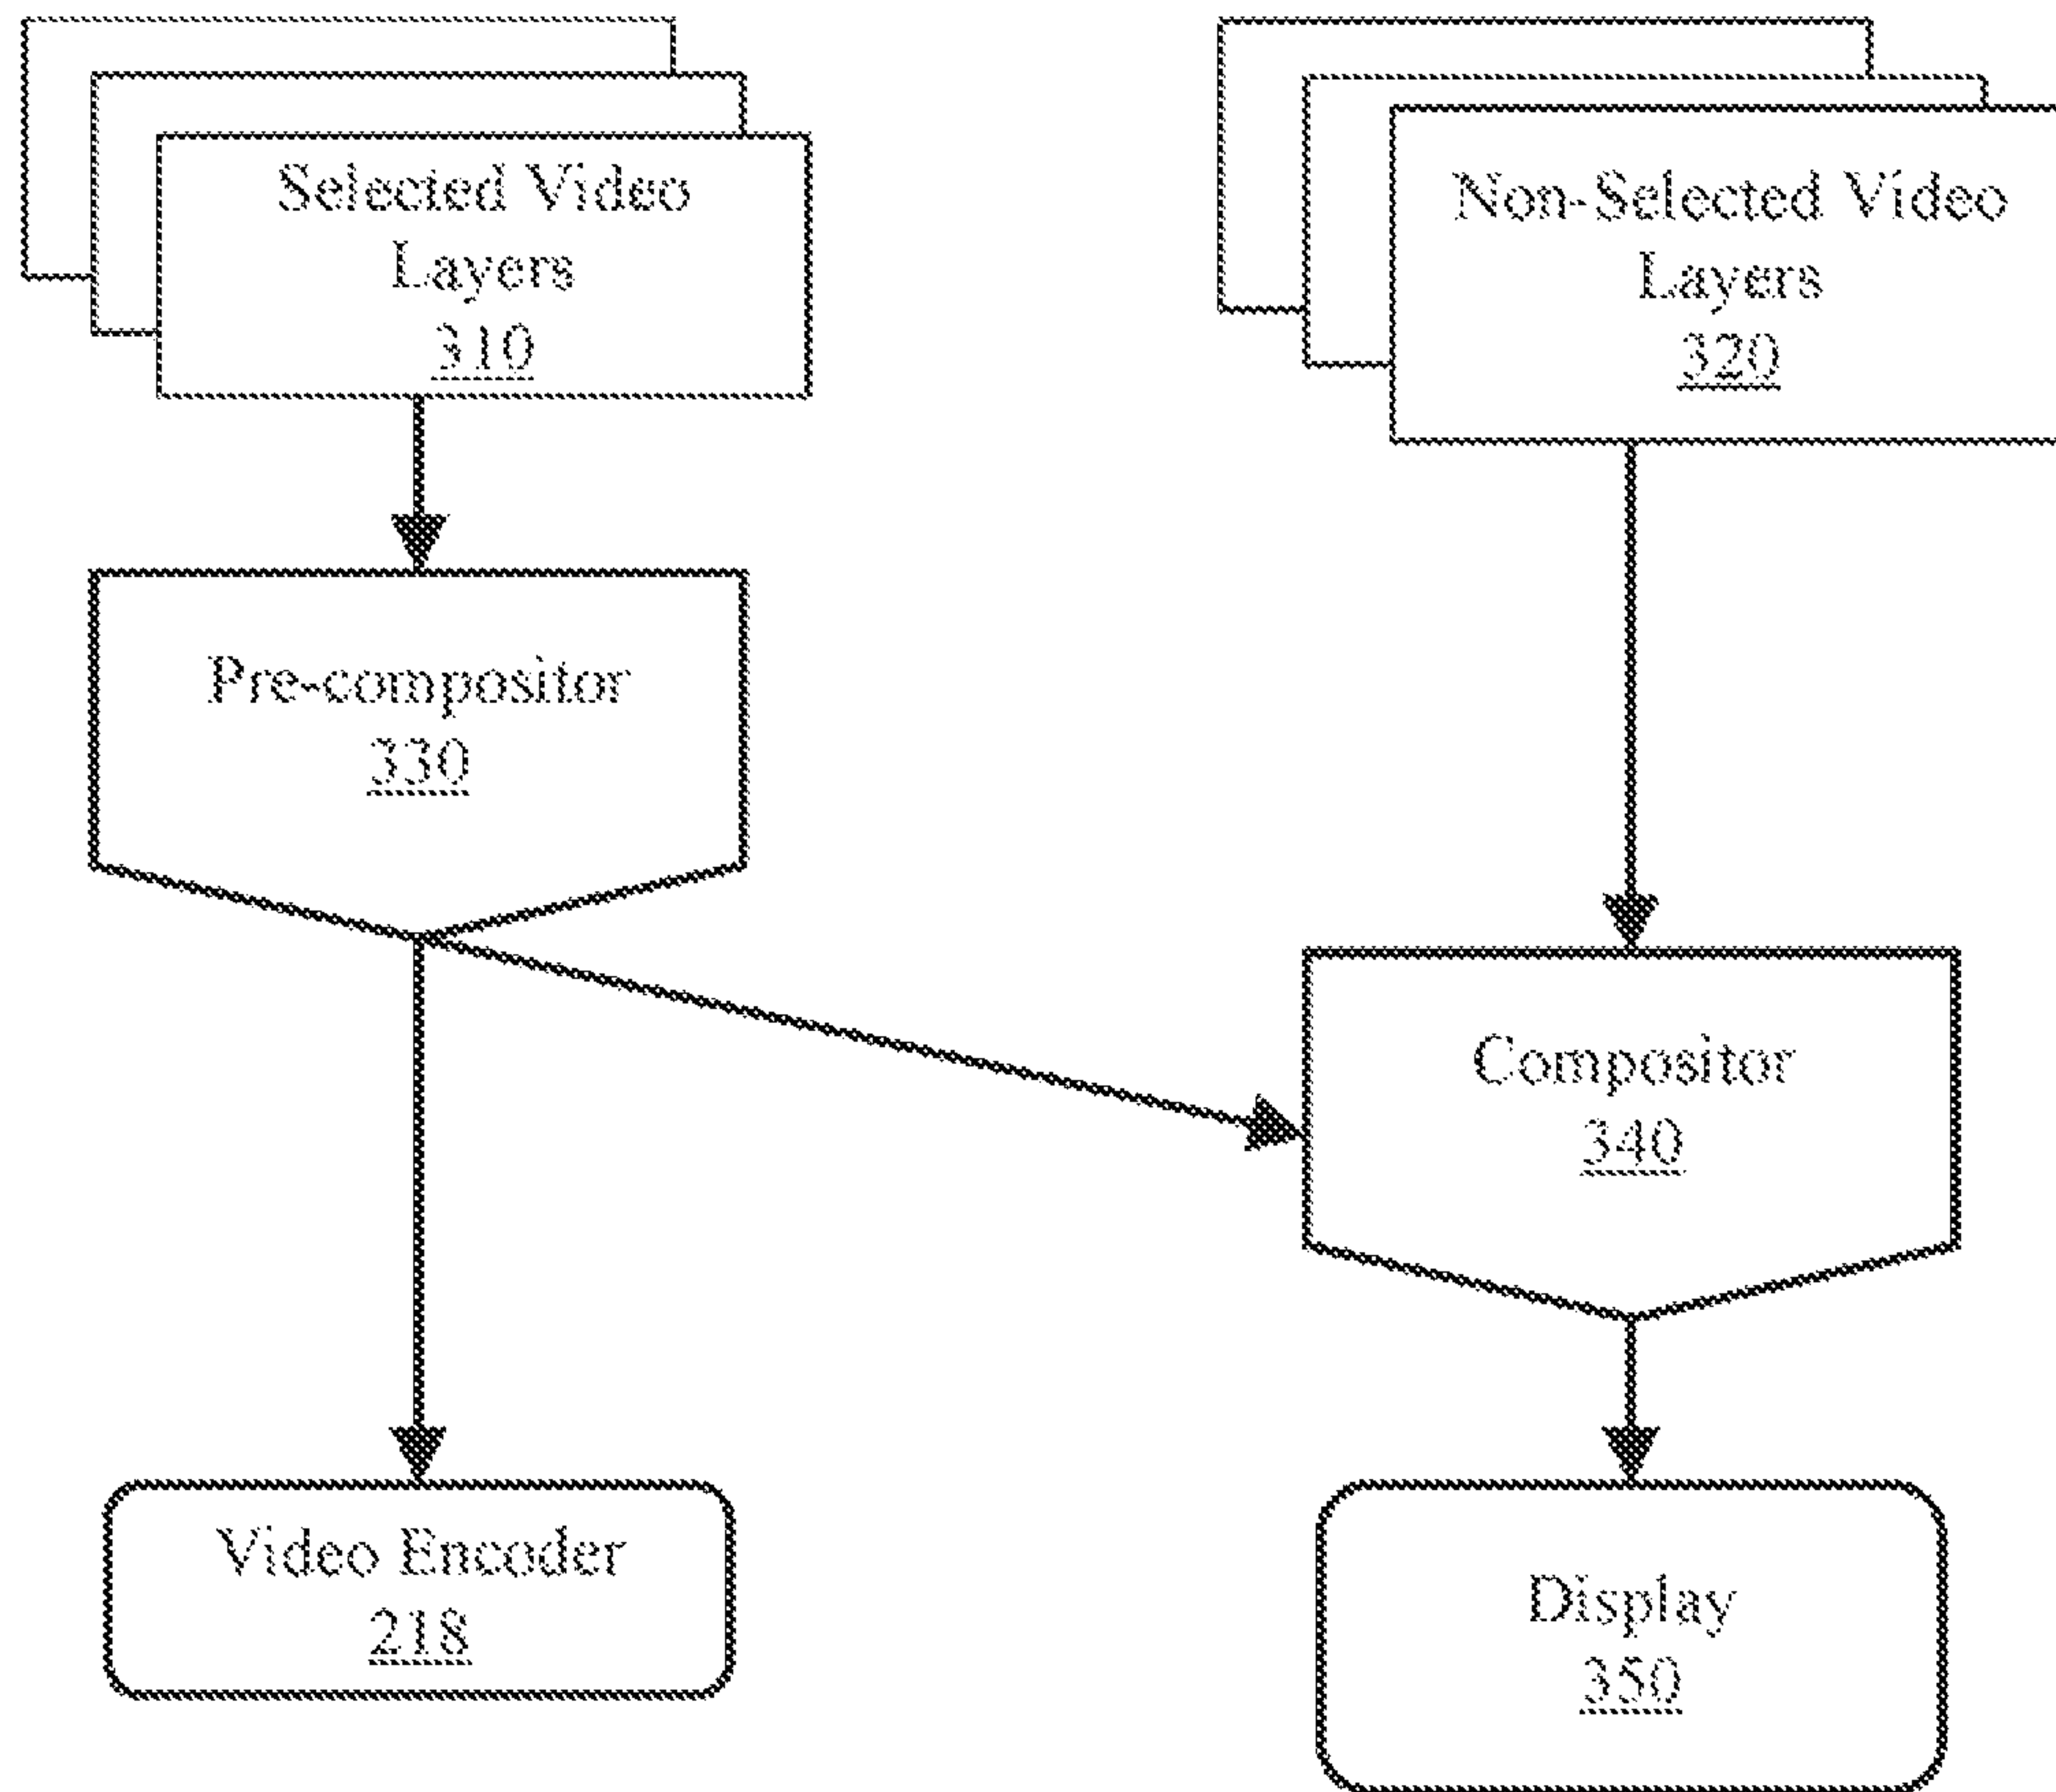 Selected Video
Layers
310
Non-Selected Video
Layers
320
Pre-compositor
330
Compositor
340
Video Encoder
218
Display
350